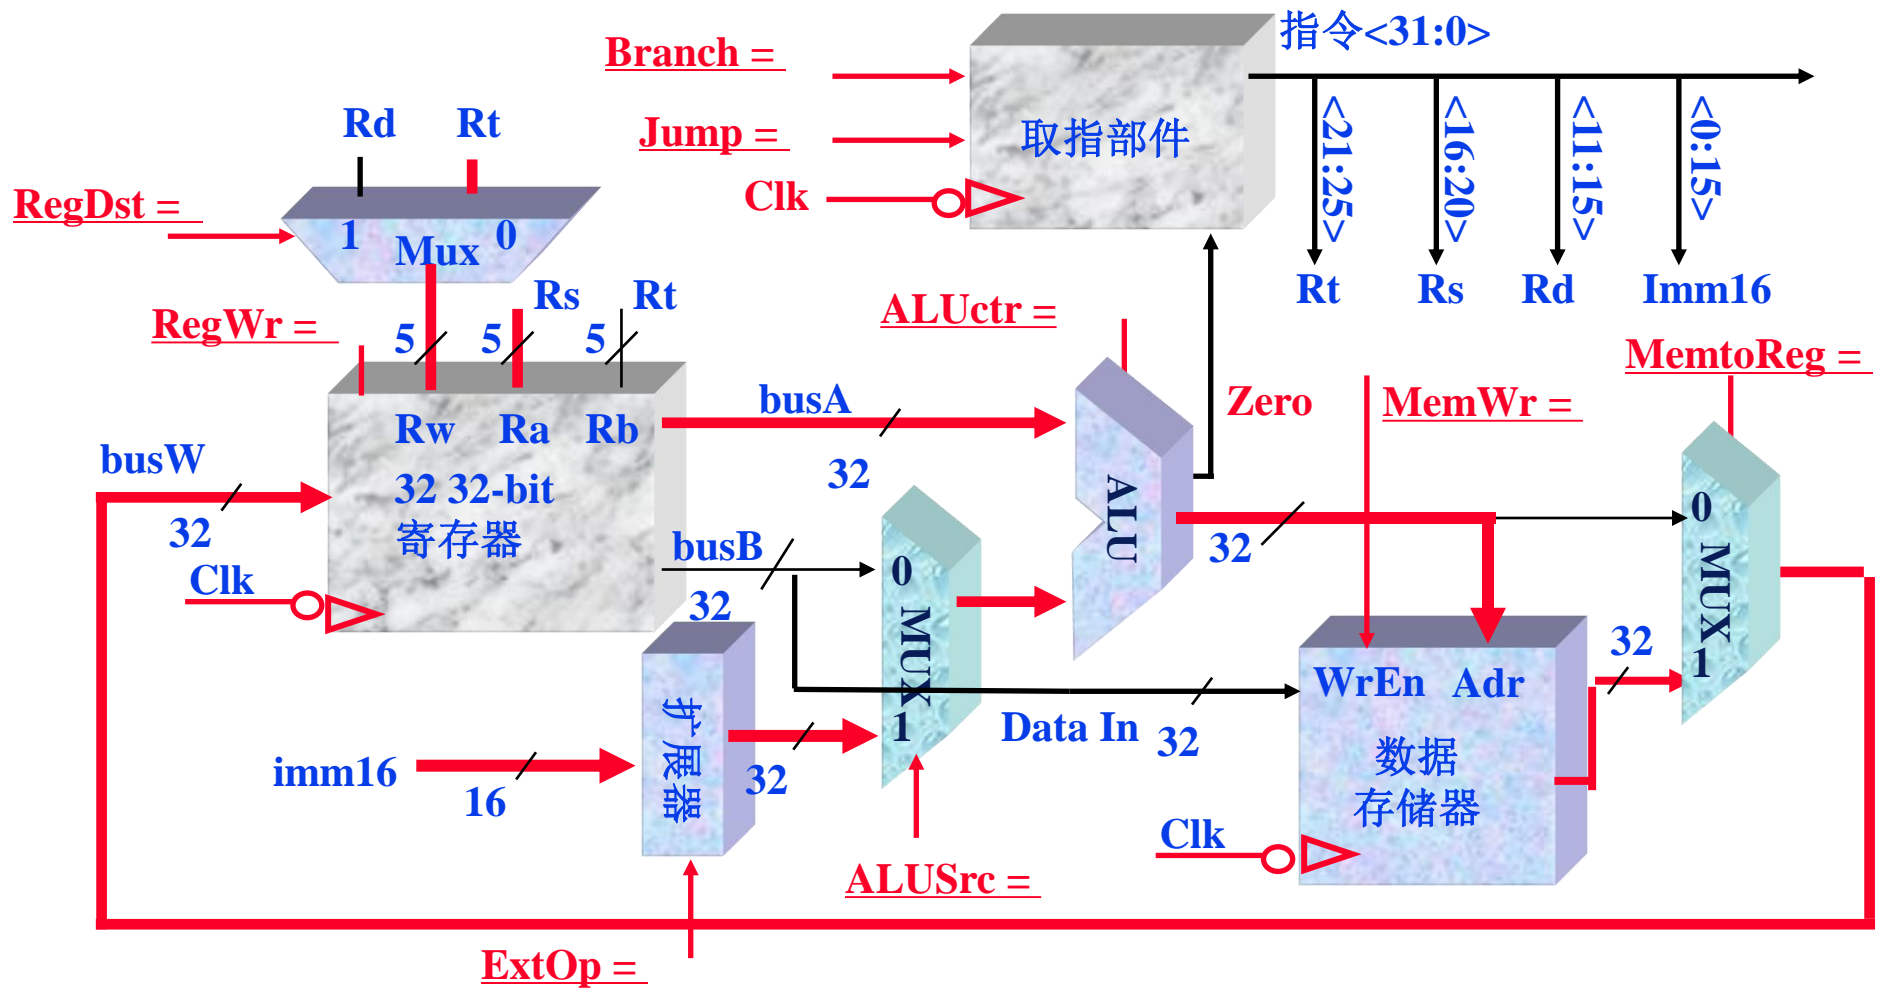 指令<31:0>
Branch =
Jump =
Clk
取指部件
<21:25>
<16:20>
<11:15>
<0:15>
Rt
Rs
Rd
Imm16
Rd
Rt
RegDst =
1
Mux
0
RegWr =
5
5
Rs
5
Rt
Rw
Ra
Rb
32 32-bit
寄存器
busW
32
Clk
busA
32
busB
32
ALUctr =
ALU
Zero
MemWr =
MemtoReg =
0
MUX
1
32
0
MUX
1
32
WrEn
Adr
数据
存储器
Clk
Data In
32
imm16
16
扩展器
32
ALUSrc =
ExtOp =